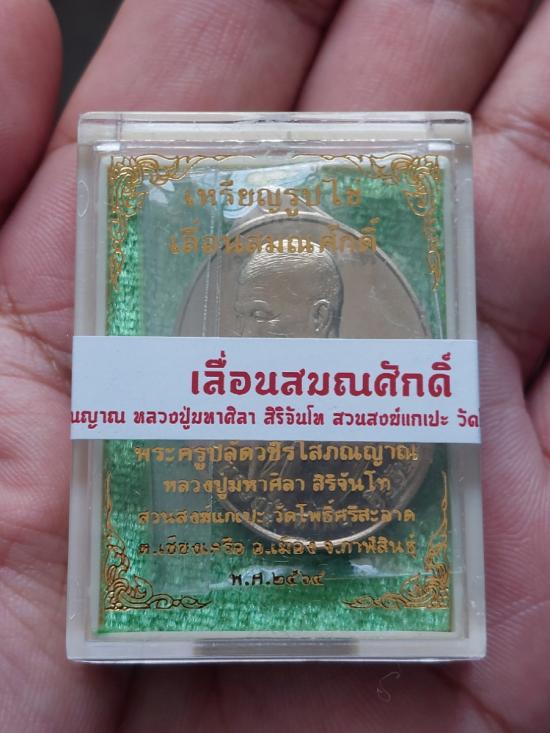 เหรียญรูปไข่
เลื่อนสมณศักดิ์
เลื่อนสมณศักดิ์
ณญาณ หลวงปู่มหาศิลา สิริจันโท สวนสงฆ์แกเปะ วัด
พระครูปลัดวชิรโสภณญาณ
หลวงปู่มหาศิลา สิริจันโท
สวนสงฆ์แกเปะ วัดโพธิ์ศรีสะอาด
ต.เชียงเครือ อ.เมือง จ.กาฬสินธุ์
พ.ศ.๒๕๖๔